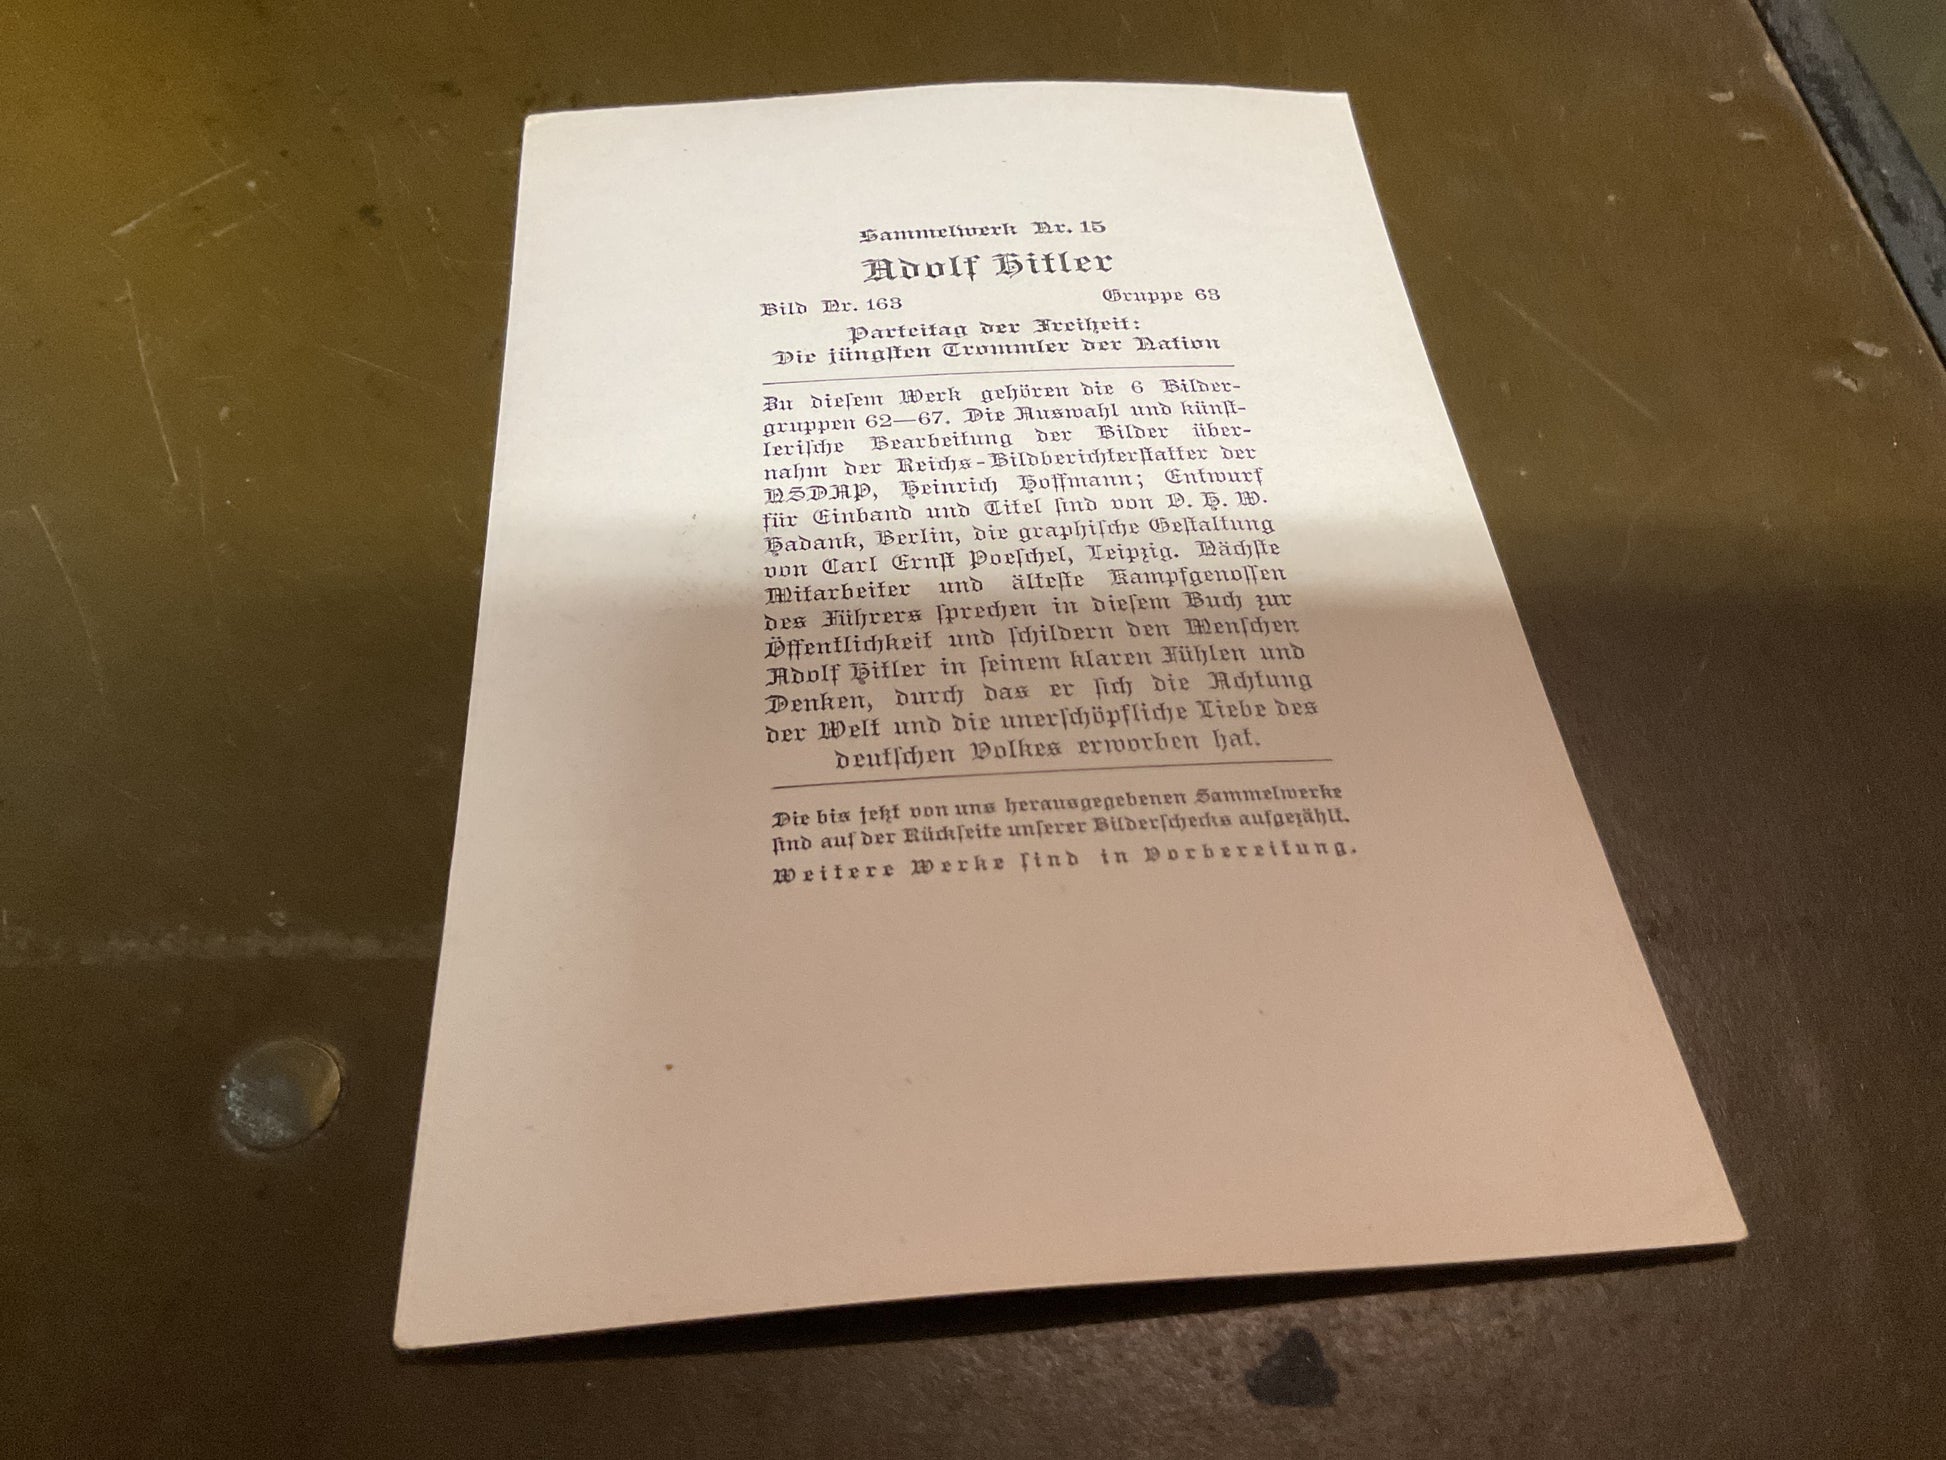 Sammelwerk Nr. 15
Adolf Hitler
Bild Nr. 163 Gruppe 63
Parteitag der Freiheit:
Die jüngsten Trommler der Nation
Zu diesem Werk gehören die 6 Bilder-
gruppen 62—67. Die Auswahl und künst-
lerische Bearbeitung der Bilder über-
nahm der Reichs-Bildberichterstatter der
NSDAP, Heinrich Hoffmann; Entwurf
für Einband und Titel sind von O. H. W.
Hadank, Berlin, die graphische Gestaltung
von Carl Ernst Poeschel, Leipzig. Nächste
Mitarbeiter und älteste Kampfgenossen
des Führers sprechen in diesem Buch zur
Öffentlichkeit und schildern den Menschen
Adolf Hitler in seinem klaren Fühlen und
Denken, durch das er sich die Achtung
der Welt und die unerschöpfliche Liebe des
deutschen Volkes erworben hat.
Die bis jetzt von uns herausgegebenen Sammelwerke
sind auf der Rückseite unserer Bilderschecks aufgezählt.
Weitere Werke sind in Vorbereitung.